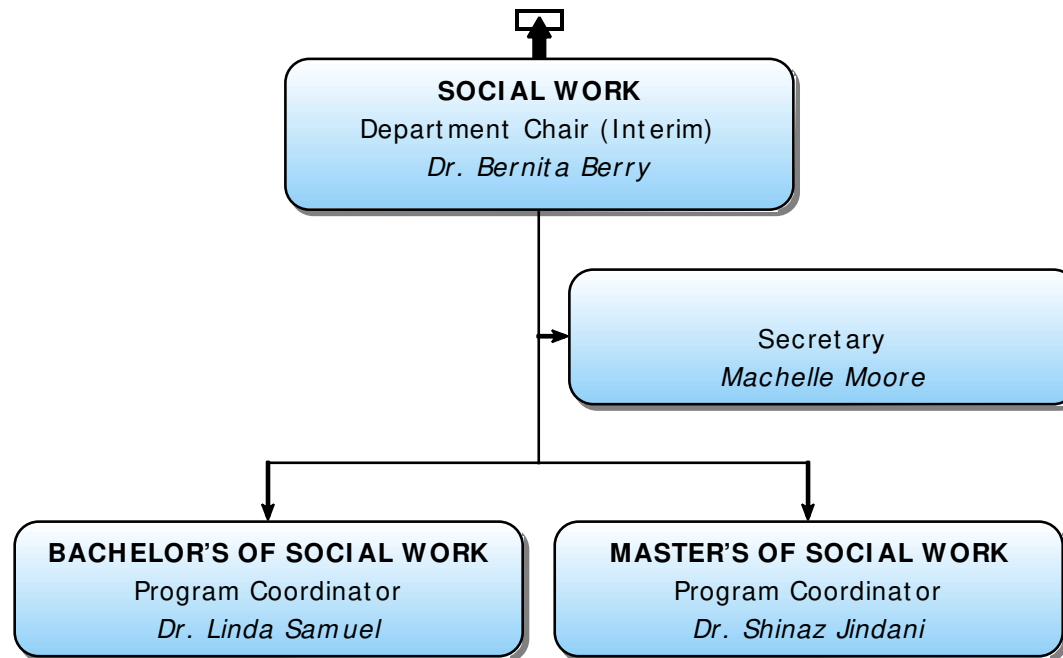 SOCIAL WORK
Department Chair (Interim)
Dr. Bernita Berry
Secretary
Machelle Moore
BACHELOR'S OF SOCIAL WORK
Program Coordinator
Dr. Linda Samuel
MASTER'S OF SOCIAL WORK
Program Coordinator
Dr. Shinaz Jindani